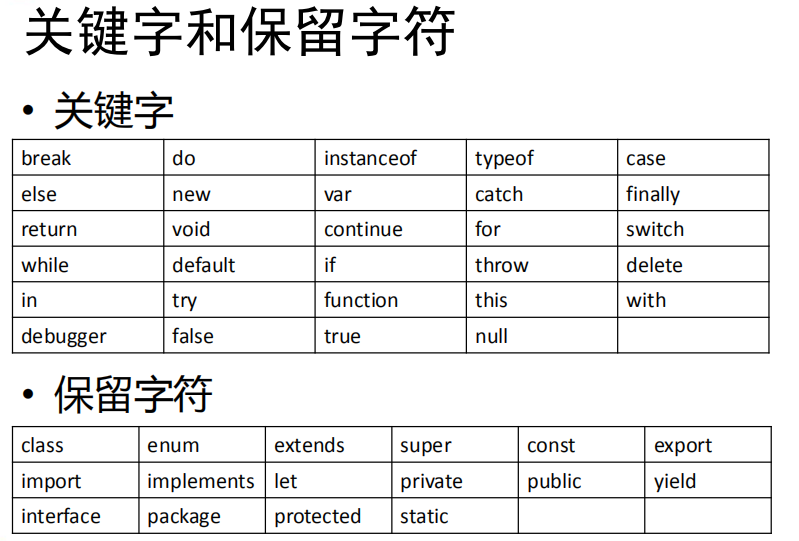 关键字和保留字符
• 关键字
break do instanceof typeof case
else new var catch finally
return void continue for switch
while default if throw delete
in try function this with
debugger false true null
• 保留字符
class enum extends super const export
import implements let private public yield
interface package protected static